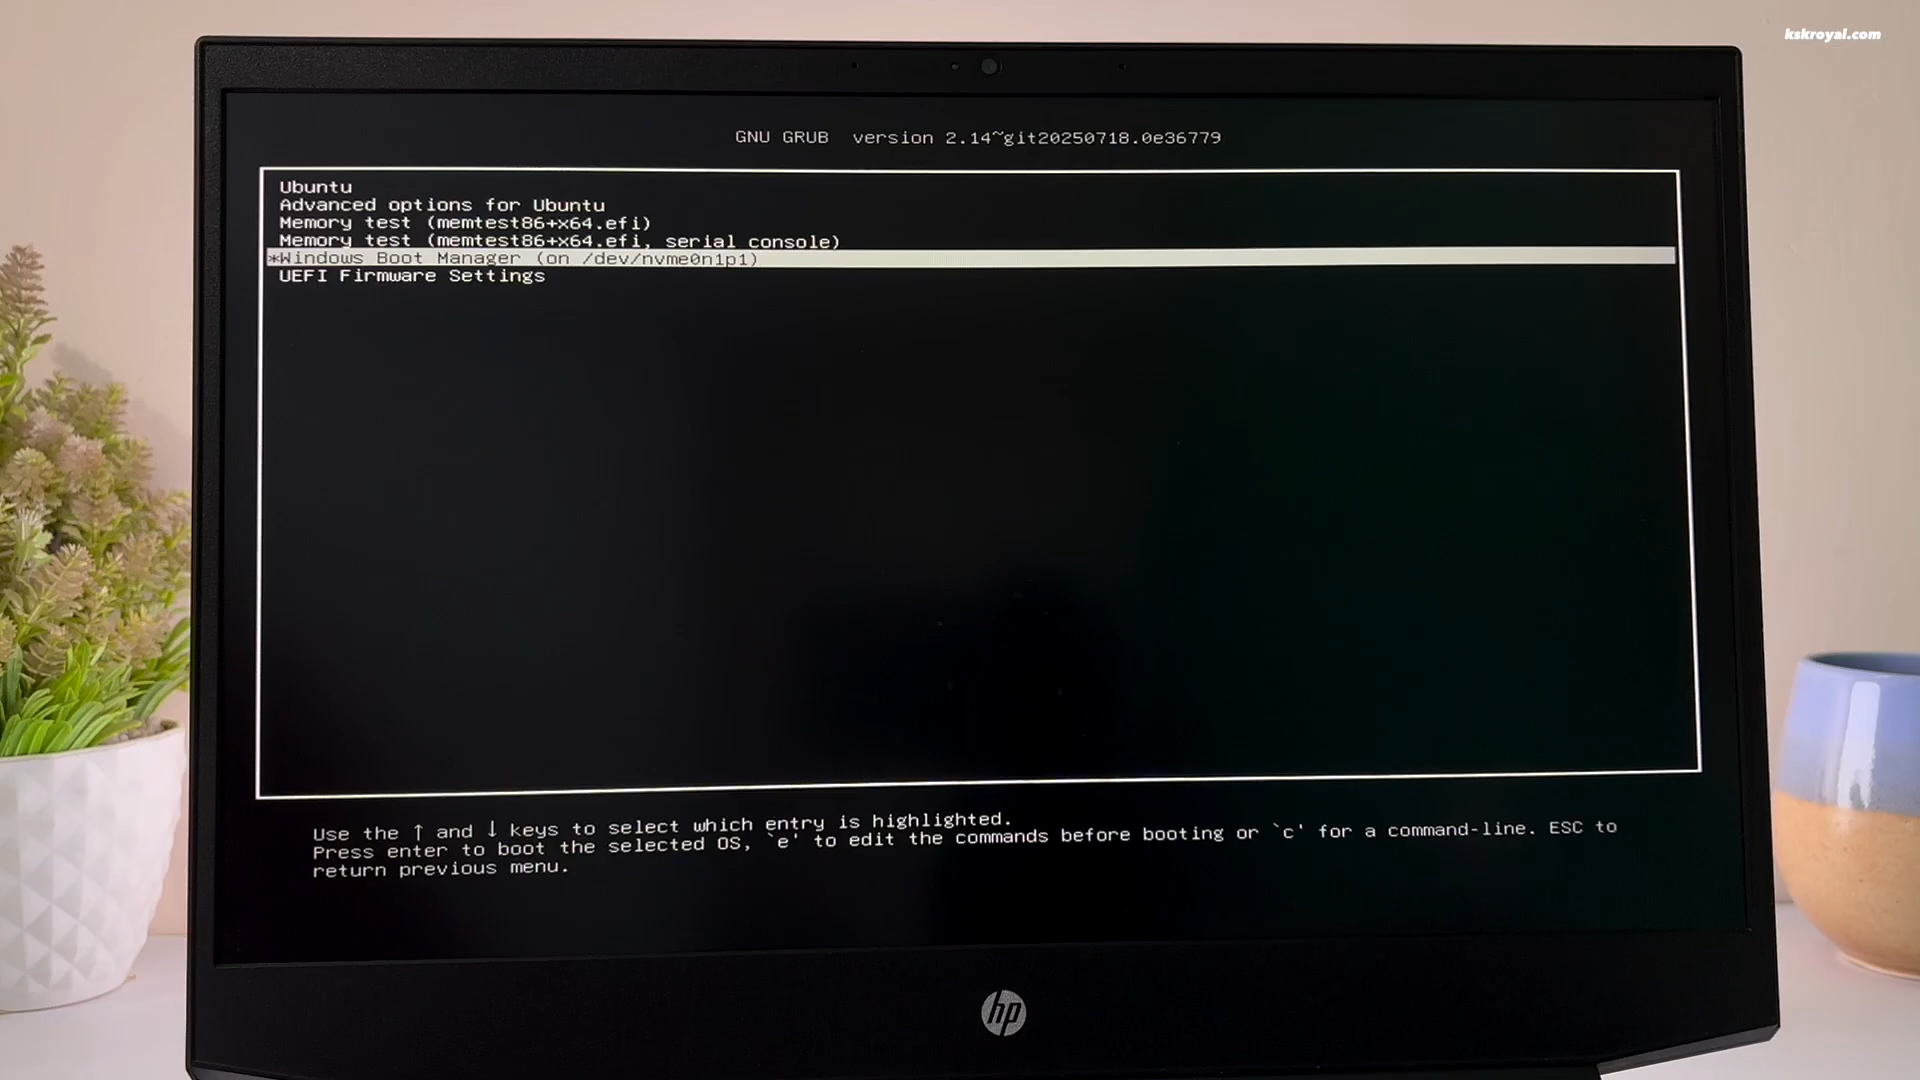 kskroyal.com
GNU GRUB version 2.14~git20250718.0e36779
Ubuntu
Advanced options for Ubuntu
Memory test (memtest86+x64.efi)
Memory test (memtest86+x64.efi, serial console)
*Windows Boot Manager (on /dev/nvme0n1p1)
UEFI Firmware Settings
Use the ↑ and ↓ keys to select which entry is highlighted.
Press enter to boot the selected OS, `e' to edit the commands before booting or `c' for a command-line. ESC to
return previous menu.
hp